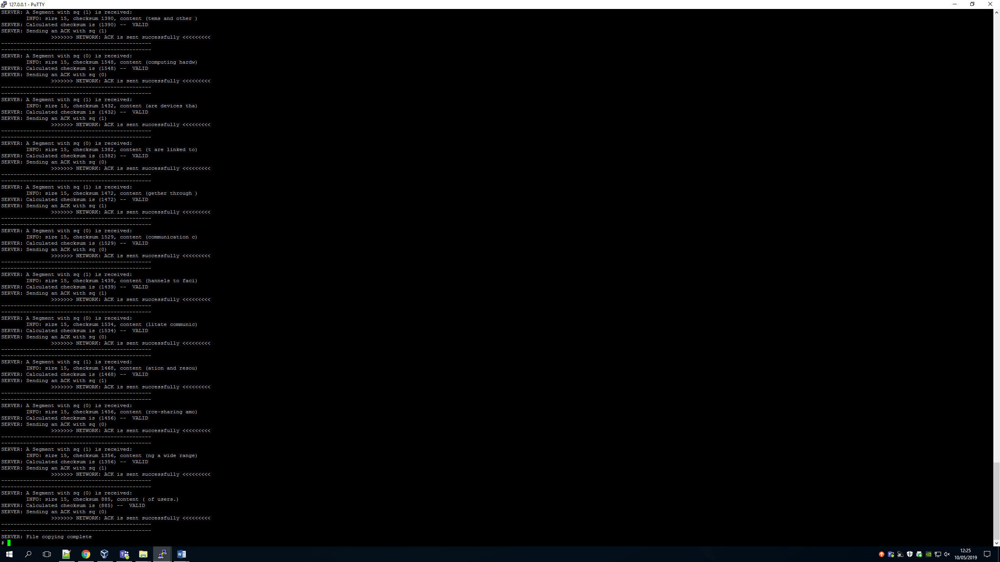 127.0.0.1 - PuTTY
SERVER: A Segment with sq (1) is received:
        INFO: size 15, checksum 1390, content (tems and other )
SERVER: Calculated checksum is (1390) --  VALID
SERVER: Sending an ACK with sq (1)
                >>>>>>> NETWORK: ACK is sent successfully <<<<<<<<<
------------------------------------------------
------------------------------------------------
SERVER: A Segment with sq (0) is received:
        INFO: size 15, checksum 1548, content (computing hardw)
SERVER: Calculated checksum is (1548) --  VALID
SERVER: Sending an ACK with sq (0)
                >>>>>>> NETWORK: ACK is sent successfully <<<<<<<<<
------------------------------------------------
------------------------------------------------
SERVER: A Segment with sq (1) is received:
        INFO: size 15, checksum 1432, content (are devices tha)
SERVER: Calculated checksum is (1432) --  VALID
SERVER: Sending an ACK with sq (1)
                >>>>>>> NETWORK: ACK is sent successfully <<<<<<<<<
------------------------------------------------
------------------------------------------------
SERVER: A Segment with sq (0) is received:
        INFO: size 15, checksum 1382, content (t are linked to)
SERVER: Calculated checksum is (1382) --  VALID
SERVER: Sending an ACK with sq (0)
                >>>>>>> NETWORK: ACK is sent successfully <<<<<<<<<
------------------------------------------------
------------------------------------------------
SERVER: A Segment with sq (1) is received:
        INFO: size 15, checksum 1472, content (gether through )
SERVER: Calculated checksum is (1472) --  VALID
SERVER: Sending an ACK with sq (1)
                >>>>>>> NETWORK: ACK is sent successfully <<<<<<<<<
------------------------------------------------
------------------------------------------------
SERVER: A Segment with sq (0) is received:
        INFO: size 15, checksum 1529, content (communication c)
SERVER: Calculated checksum is (1529) --  VALID
SERVER: Sending an ACK with sq (0)
                >>>>>>> NETWORK: ACK is sent successfully <<<<<<<<<
------------------------------------------------
------------------------------------------------
SERVER: A Segment with sq (1) is received:
        INFO: size 15, checksum 1439, content (hannels to faci)
SERVER: Calculated checksum is (1439) --  VALID
SERVER: Sending an ACK with sq (1)
                >>>>>>> NETWORK: ACK is sent successfully <<<<<<<<<
------------------------------------------------
------------------------------------------------
SERVER: A Segment with sq (0) is received:
        INFO: size 15, checksum 1534, content (litate communic)
SERVER: Calculated checksum is (1534) --  VALID
SERVER: Sending an ACK with sq (0)
                >>>>>>> NETWORK: ACK is sent successfully <<<<<<<<<
------------------------------------------------
------------------------------------------------
SERVER: A Segment with sq (1) is received:
        INFO: size 15, checksum 1468, content (ation and resou)
SERVER: Calculated checksum is (1468) --  VALID
SERVER: Sending an ACK with sq (1)
                >>>>>>> NETWORK: ACK is sent successfully <<<<<<<<<
------------------------------------------------
------------------------------------------------
SERVER: A Segment with sq (0) is received:
        INFO: size 15, checksum 1456, content (rce-sharing amo)
SERVER: Calculated checksum is (1456) --  VALID
SERVER: Sending an ACK with sq (0)
                >>>>>>> NETWORK: ACK is sent successfully <<<<<<<<<
------------------------------------------------
------------------------------------------------
SERVER: A Segment with sq (1) is received:
        INFO: size 15, checksum 1356, content (ng a wide range)
SERVER: Calculated checksum is (1356) --  VALID
SERVER: Sending an ACK with sq (1)
                >>>>>>> NETWORK: ACK is sent successfully <<<<<<<<<
------------------------------------------------
------------------------------------------------
SERVER: A Segment with sq (0) is received:
        INFO: size 15, checksum 885, content ( of users.)
SERVER: Calculated checksum is (885) --  VALID
SERVER: Sending an ACK with sq (0)
                >>>>>>> NETWORK: ACK is sent successfully <<<<<<<<<
------------------------------------------------
------------------------------------------------
SERVER: File copying complete
#
12:25
10/05/2019